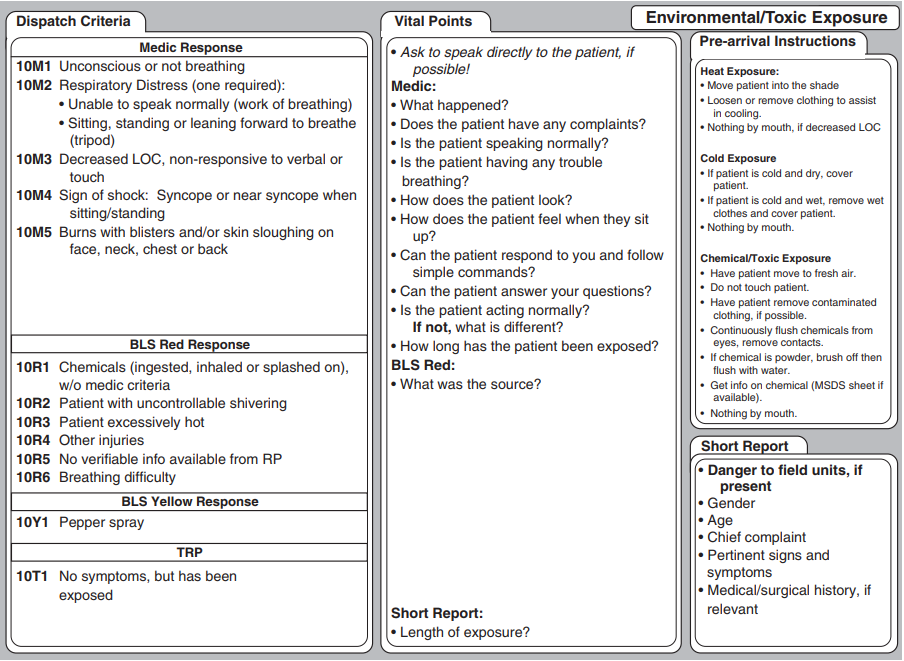 Environmental/Toxic Exposure
Dispatch Criteria
Medic Response
10M1 Unconscious or not breathing
10M2 Respiratory Distress (one required):
• Unable to speak normally (work of breathing)
• Sitting, standing or leaning forward to breathe
(tripod)
10M3 Decreased LOC, non-responsive to verbal or
touch
10M4 Sign of shock: Syncope or near syncope when
sitting/standing
10M5 Burns with blisters and/or skin sloughing on
face, neck, chest or back
BLS Red Response
10R1 Chemicals (ingested, inhaled or splashed on),
w/o medic criteria
10R2 Patient with uncontrollable shivering
10R3 Patient excessively hot
10R4 Other injuries
10R5 No verifiable info available from RP
10R6 Breathing difficulty
BLS Yellow Response
10Y1 Pepper spray
TRP
10T1 No symptoms, but has been
exposed
Vital Points
• Ask to speak directly to the patient, if
possible!
Medic:
• What happened?
• Does the patient have any complaints?
• Is the patient speaking normally?
• Is the patient having any trouble
breathing?
• How does the patient look?
• How does the patient feel when they sit
up?
• Can the patient respond to you and follow
simple commands?
• Can the patient answer your questions?
• Is the patient acting normally?
If not, what is different?
• How long has the patient been exposed?
BLS Red:
• What was the source?
Short Report:
• Length of exposure?
Pre-arrival Instructions
Heat Exposure:
• Move patient into the shade
• Loosen or remove clothing to assist
in cooling.
• Nothing by mouth, if decreased LOC
Cold Exposure
• If patient is cold and dry, cover
patient.
• If patient is cold and wet, remove wet
clothes and cover patient.
• Nothing by mouth.
Chemical/Toxic Exposure
• Have patient move to fresh air.
• Do not touch patient.
• Have patient remove contaminated
clothing, if possible.
• Continuously flush chemicals from
eyes, remove contacts.
• If chemical is powder, brush off then
flush with water.
• Get info on chemical (MSDS sheet if
available).
• Nothing by mouth.
Short Report
• Danger to field units, if
present
• Gender
• Age
• Chief complaint
• Pertinent signs and
symptoms
• Medical/surgical history, if
relevant